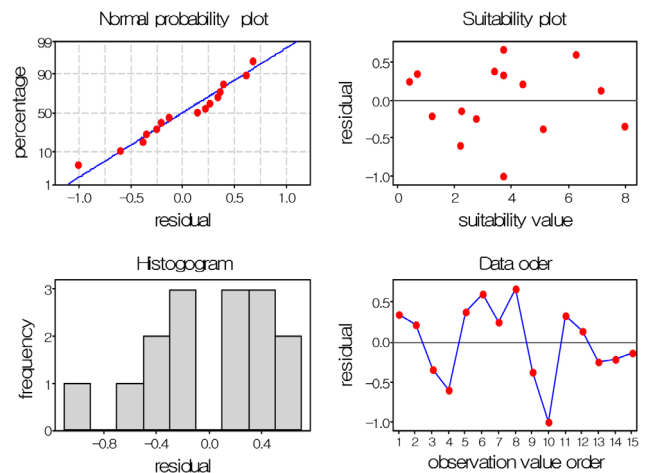 Normal probability plot
percentage
99
90
50
10
1
-1.0
-0.5
0.0
0.5
1.0
residual
Suitability plot
residual
0.5
0.0
-0.5
-1.0
0
2
4
6
8
suitability value
Histogogram
frequency
3
2
1
0
-0.8
-0.4
0.0
0.4
residual
Data oder
residual
0.5
0.0
-0.5
-1.0
1 2 3 4 5 6 7 8 9 10 11 12 13 14 15
observation value order